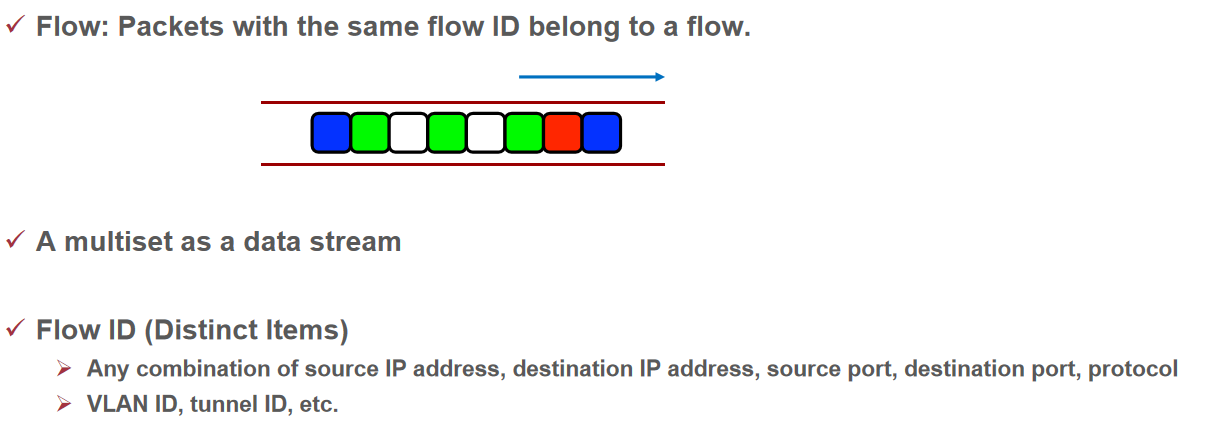 Flow: Packets with the same flow ID belong to a flow.
A multiset as a data stream
Flow ID (Distinct Items)
Any combination of source IP address, destination IP address, source port, destination port, protocol
VLAN ID, tunnel ID, etc.